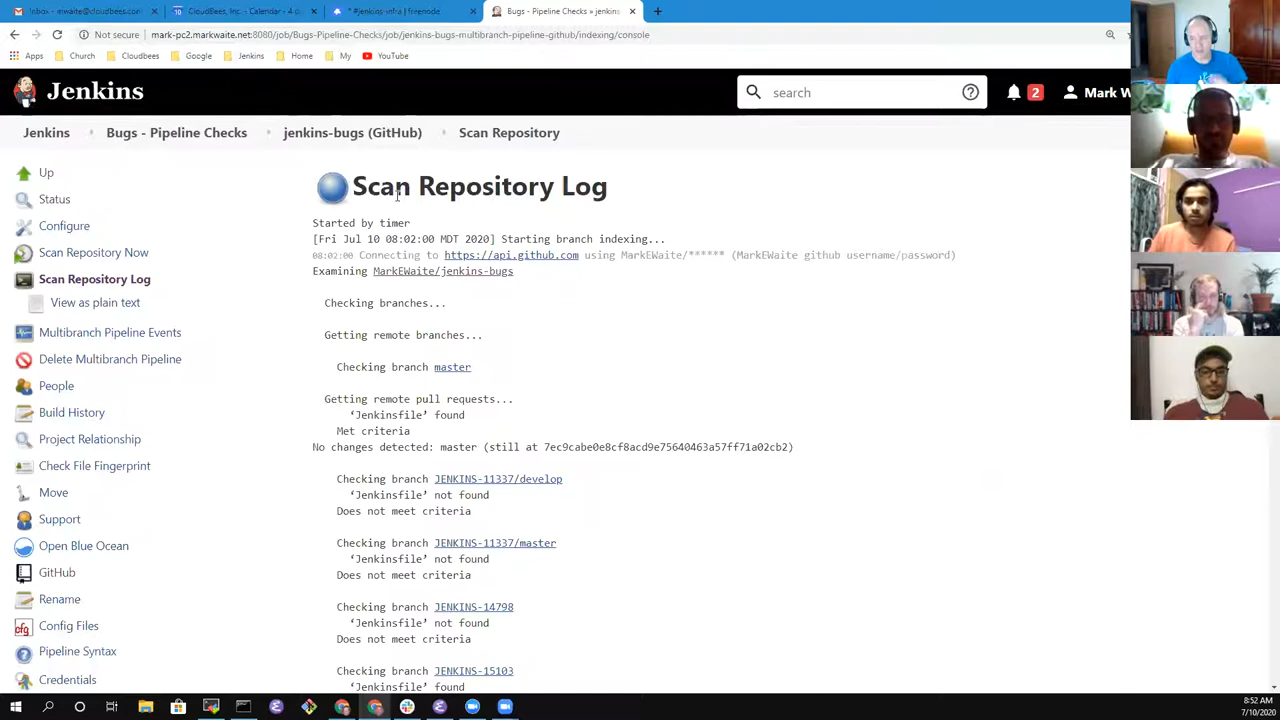 Inbox - mwaite@cloudbees.com
CloudBees, Inc. - Calendar - 4 d
* #jenkins-infra | freenode
Bugs - Pipeline Checks » jenkins
Not secure | mark-pc2.markwaite.net:8080/job/Bugs-Pipeline-Checks/job/jenkins-bugs-multibranch-pipeline-github/indexing/console
Apps Church Cloudbees Google Jenkins Home My YouTube
Jenkins
search
2
Mark W
Jenkins Bugs - Pipeline Checks jenkins-bugs (GitHub) Scan Repository
Up
Status
Configure
Scan Repository Now
Scan Repository Log
View as plain text
Multibranch Pipeline Events
Delete Multibranch Pipeline
People
Build History
Project Relationship
Check File Fingerprint
Move
Support
Open Blue Ocean
GitHub
Rename
cfg
Config Files
Pipeline Syntax
Credentials
Scan Repository Log
Started by timer
[Fri Jul 10 08:02:00 MDT 2020] Starting branch indexing...
08:02:00 Connecting to https://api.github.com using MarkEWaite/****** (MarkEWaite github username/password)
Examining MarkEWaite/jenkins-bugs
Checking branches...
Getting remote branches...
Checking branch master
Getting remote pull requests...
‘Jenkinsfile’ found
Met criteria
No changes detected: master (still at 7ec9cabe0e8cf8acd9e75640463a57ff71a02cb2)
Checking branch JENKINS-11337/develop
‘Jenkinsfile’ not found
Does not meet criteria
Checking branch JENKINS-11337/master
‘Jenkinsfile’ not found
Does not meet criteria
Checking branch JENKINS-14798
‘Jenkinsfile’ not found
Does not meet criteria
Checking branch JENKINS-15103
‘Jenkinsfile’ found
8:52 AM
7/10/2020